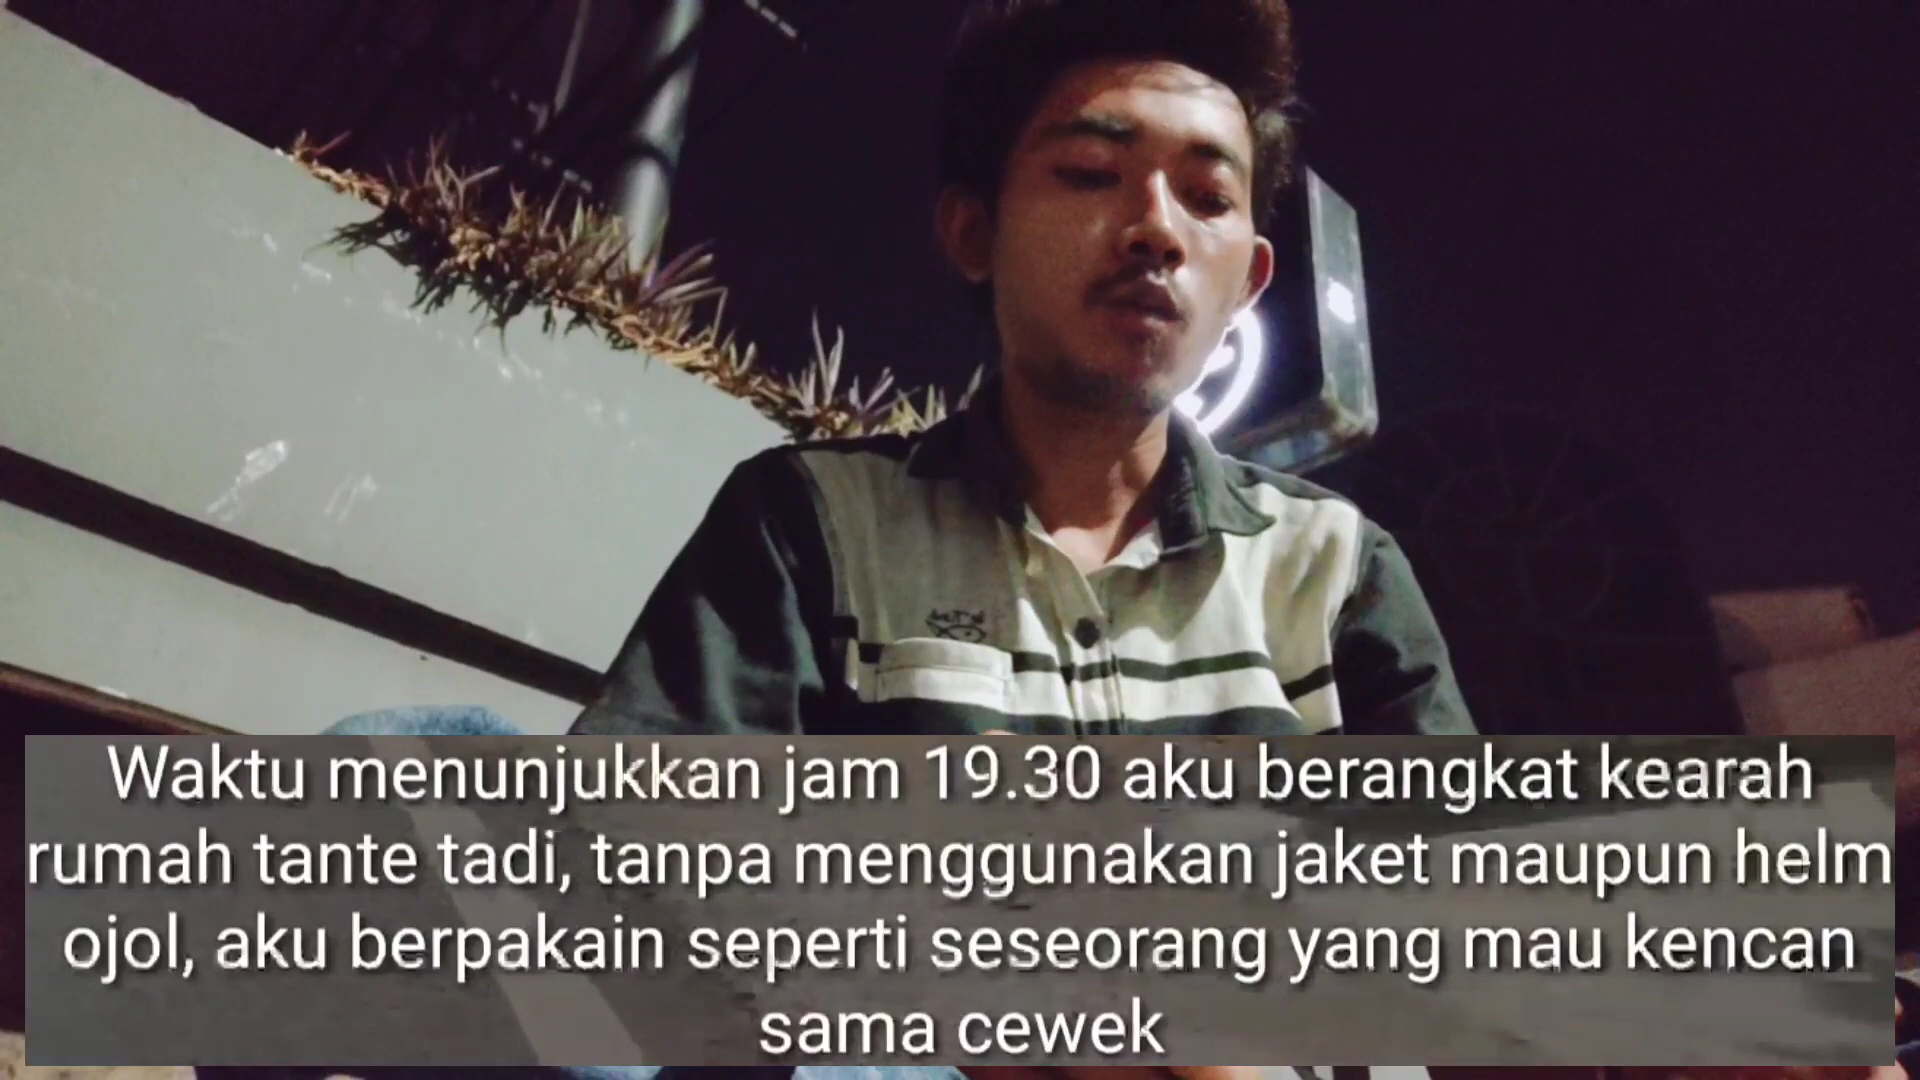 Waktu menunjukkan jam 19.30 aku berangkat kearah
rumah tante tadi, tanpa menggunakan jaket maupun helm
ojol, aku berpakain seperti seseorang yang mau kencan
sama cewek